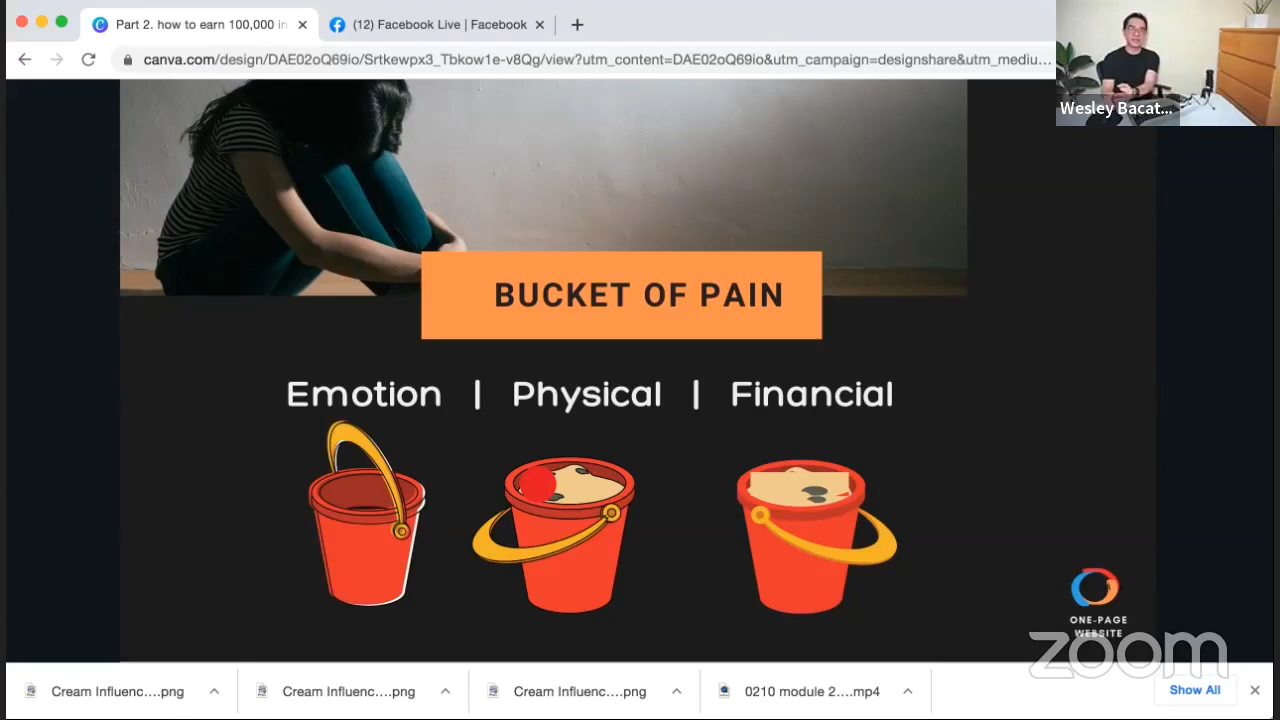 Part 2. how to earn 100,000 in
(12) Facebook Live | Facebook
canva.com/design/DAE02oQ69io/Srtkewpx3_Tbkow1e-v8Qg/view?utm_content=DAE02oQ69io&utm_campaign=designshare&utm_mediu...
Wesley Bacat...
BUCKET OF PAIN
Emotion | Physical | Financial
ONE-PAGE
WEBSITE
zoom
Cream Influenc....png
Cream Influenc....png
Cream Influenc....png
0210 module 2....mp4
Show All